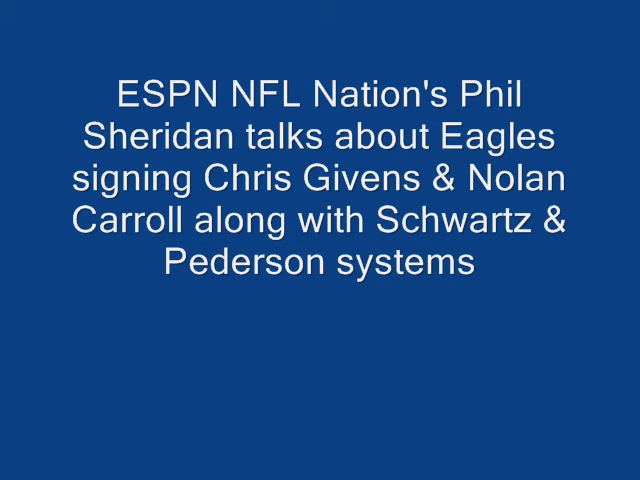 ESPN NFL Nation's Phil
Sheridan talks about Eagles
signing Chris Givens & Nolan
Carroll along with Schwartz &
Pederson systems